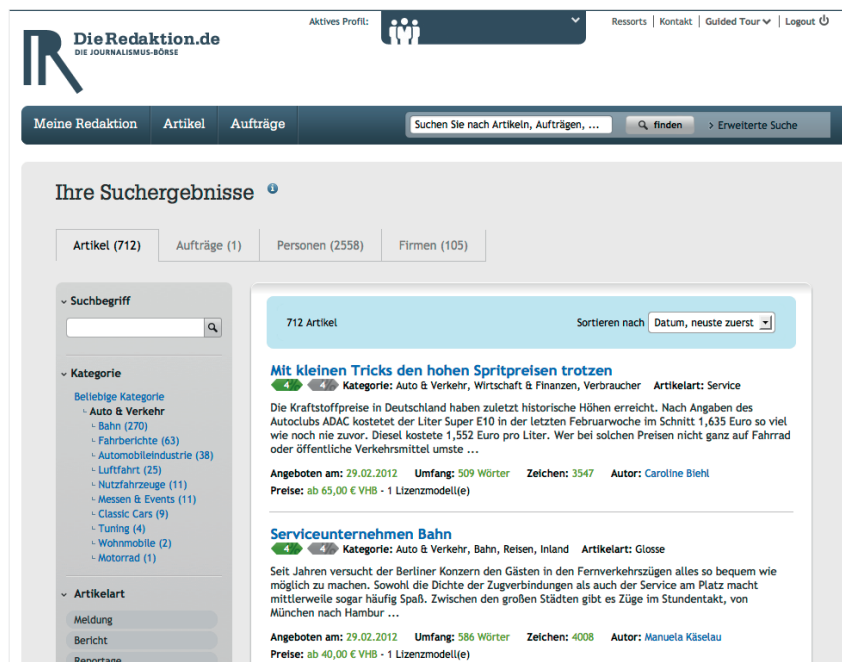 Aktives Profil:
Ressorts | Kontakt | Guided Tour | Logout
DieRedaktion.de
DIE JOURNALISMUS-BÖRSE
Meine Redaktion Artikel Aufträge
Suchen Sie nach Artikeln, Aufträgen, ... finden › Erweiterte Suche
Ihre Suchergebnisse
Artikel (712) Aufträge (1) Personen (2558) Firmen (105)
Suchbegriff
Kategorie
Beliebige Kategorie
Auto & Verkehr
Bahn (270)
Fahrberichte (63)
Automobileindustrie (38)
Luftfahrt (25)
Nutzfahrzeuge (11)
Messen & Events (11)
Classic Cars (9)
Tuning (4)
Wohnmobile (2)
Motorrad (1)
Artikelart
Meldung
Bericht
Reportage
712 Artikel Sortieren nach Datum, neuste zuerst
Mit kleinen Tricks den hohen Spritpreisen trotzen
4 4 Kategorie: Auto & Verkehr, Wirtschaft & Finanzen, Verbraucher Artikelart: Service
Die Kraftstoffpreise in Deutschland haben zuletzt historische Höhen erreicht. Nach Angaben des
Autoclubs ADAC kostetet der Liter Super E10 in der letzten Februarwoche im Schnitt 1,635 Euro so viel
wie noch nie zuvor. Diesel kostete 1,552 Euro pro Liter. Wer bei solchen Preisen nicht ganz auf Fahrrad
oder öffentliche Verkehrsmittel umste ...
Angeboten am: 29.02.2012 Umfang: 509 Wörter Zeichen: 3547 Autor: Caroline Biehl
Preise: ab 65,00 € VHB - 1 Lizenzmodell(e)
Serviceunternehmen Bahn
4 4 Kategorie: Auto & Verkehr, Bahn, Reisen, Inland Artikelart: Glosse
Seit Jahren versucht der Berliner Konzern den Gästen in den Fernverkehrszügen alles so bequem wie
möglich zu machen. Sowohl die Dichte der Zugverbindungen als auch der Service am Platz macht
mittlerweile sogar häufig Spaß. Zwischen den großen Städten gibt es Züge im Stundentakt, von
München nach Hambur ...
Angeboten am: 29.02.2012 Umfang: 586 Wörter Zeichen: 4008 Autor: Manuela Käselau
Preise: ab 40,00 € VHB - 1 Lizenzmodell(e)